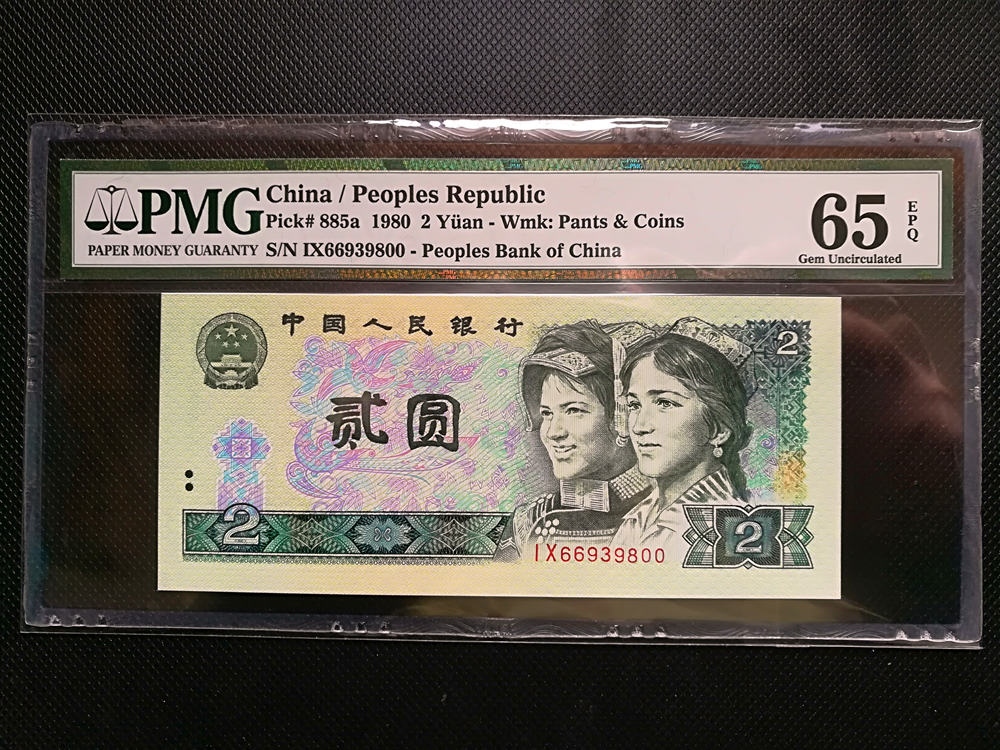 PMG
PAPER MONEY GUARANTY
China / Peoples Republic
Pick# 885a 1980 2 Yüan - Wmk: Pants & Coins
S/N IX66939800 - Peoples Bank of China
65
EPQ
Gem Uncirculated
中国人民银行
2
贰圆
2
2
IX66939800